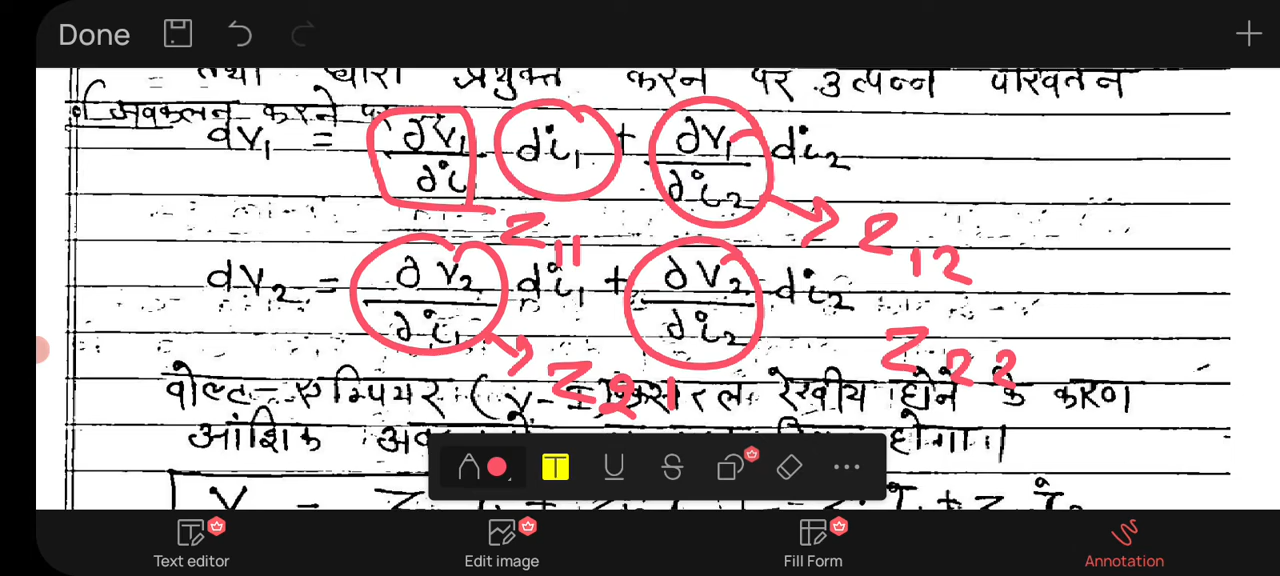 Done
तथा धारा प्रयुक्त करने पर उत्पन्न परिवर्तन
अवकलन करने पर
dv₁ = ∂v₁/∂i₁ di₁ + ∂v₁/∂i₂ di₂
Z₁₁ Z₁₂
dv₂ = ∂v₂/∂i₁ di₁ + ∂v₂/∂i₂ di₂
Z₂₁ Z₂₂
वोल्ट-एम्पियर (V-I) सरल रेखीय होने के कारण
आंशिक होगा।
Text editor
Edit image
Fill Form
Annotation